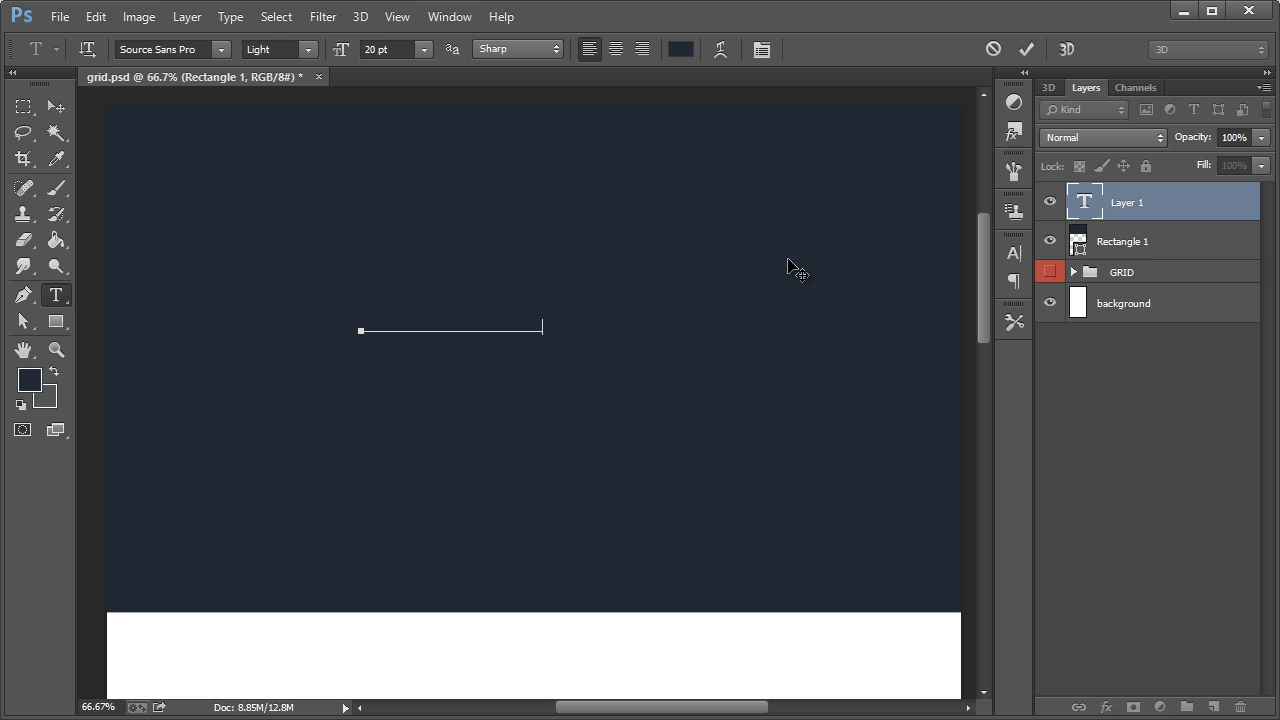 Ps File Edit Image Layer Type Select Filter 3D View Window Help
T Source Sans Pro Light 20 pt aa Sharp 3D 3D
grid.psd @ 66.7% (Rectangle 1, RGB/8#) * ×
3D Layers Channels
Kind
Normal Opacity: 100%
Lock: Fill: 100%
T Layer 1
Rectangle 1
GRID
background
66.67% Doc: 8.85M/12.8M